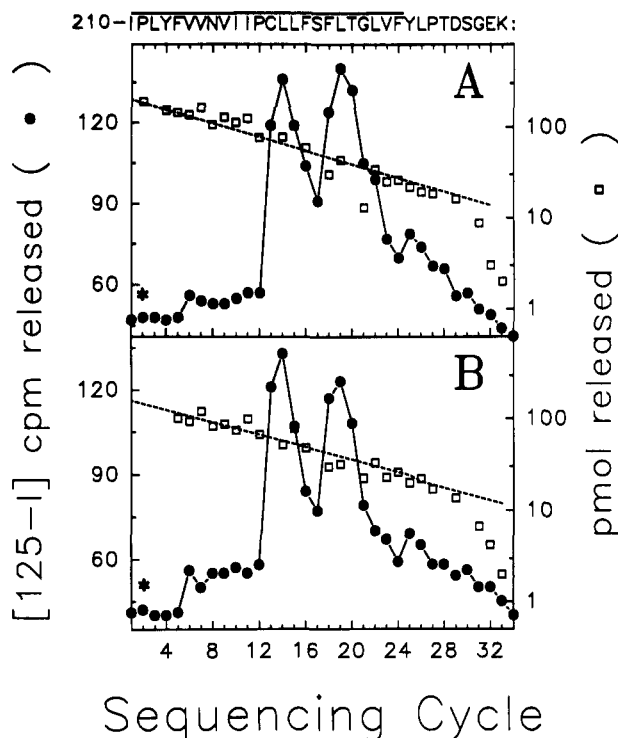 210-IPLYFVVNVIIPCLLFSFLTGLVFYLPTDSGEK:
A
120
90
60
100
10
1
*
B
120
90
60
100
10
1
*
4 8 12 16 20 24 28 32
[125-I] cpm released ( ● )
pmol released ( □ )
Sequencing Cycle